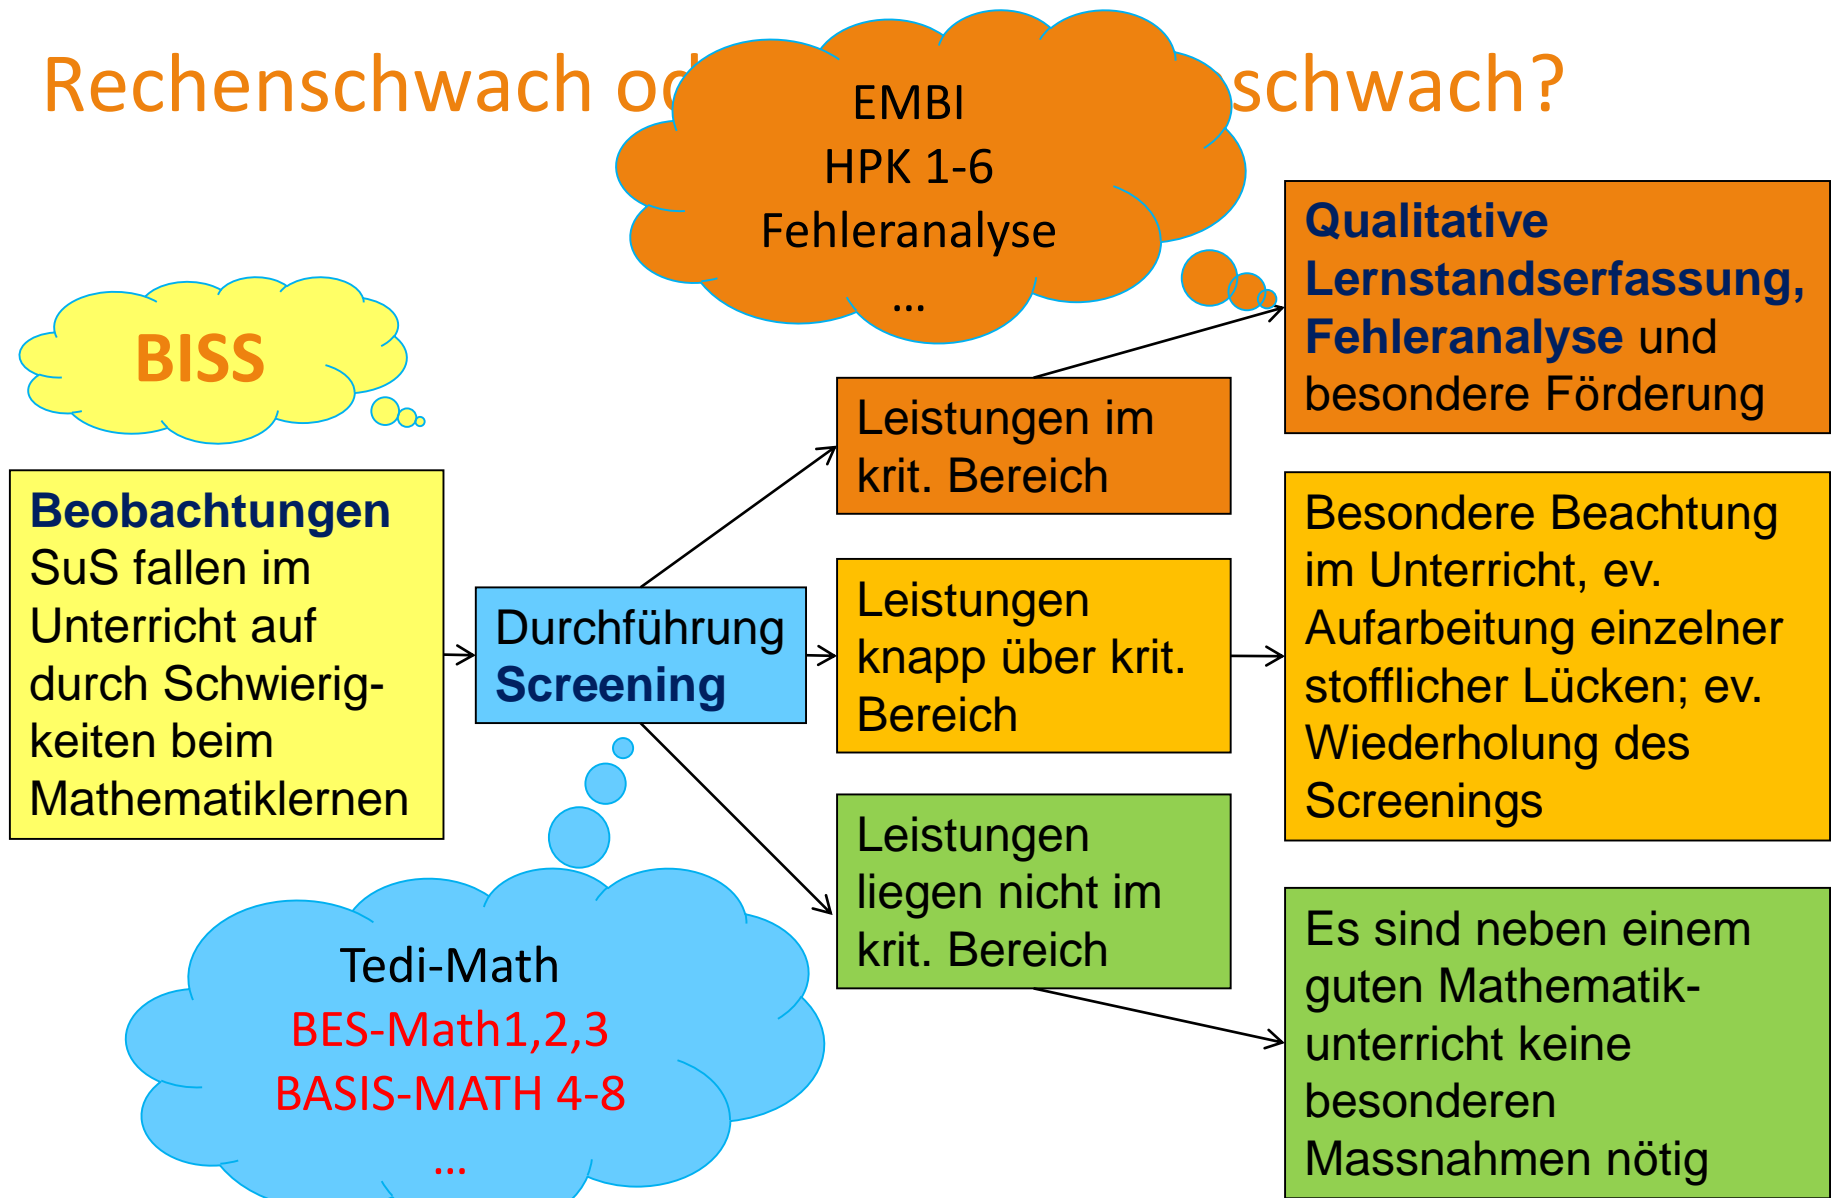 Rechenschwach od schwach?
EMBI
HPK 1-6
Fehleranalyse
...
BISS
Beobachtungen
SuS fallen im
Unterricht auf
durch Schwierig-
keiten beim
Mathematiklernen
Durchführung
Screening
Tedi-Math
BES-Math1,2,3
BASIS-MATH 4-8
...
Leistungen im
krit. Bereich
Leistungen
knapp über krit.
Bereich
Leistungen
liegen nicht im
krit. Bereich
Qualitative
Lernstandserfassung,
Fehleranalyse und
besondere Förderung
Besondere Beachtung
im Unterricht, ev.
Aufarbeitung einzelner
stofflicher Lücken; ev.
Wiederholung des
Screenings
Es sind neben einem
guten Mathematik-
unterricht keine
besonderen
Massnahmen nötig